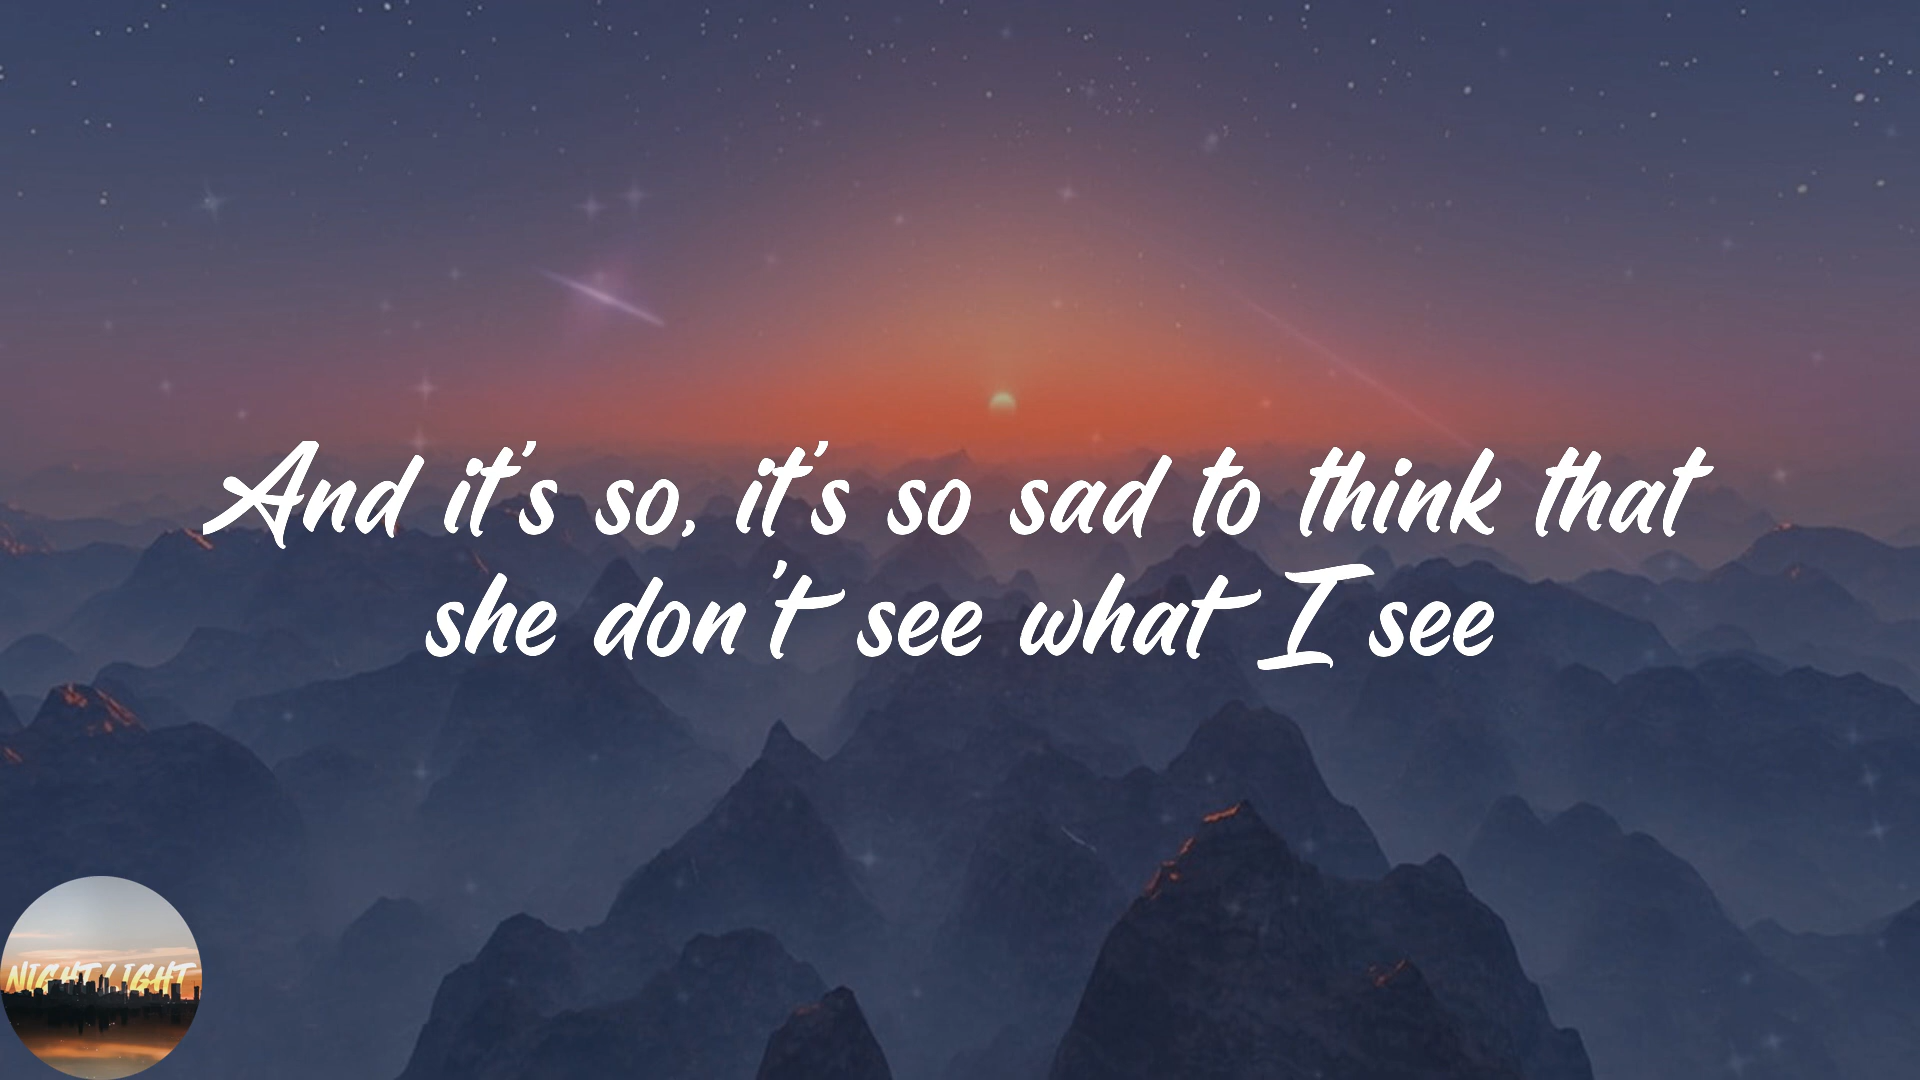 And it's so, it's so sad to think that
she don't see what I see
NIGHTLIGHT